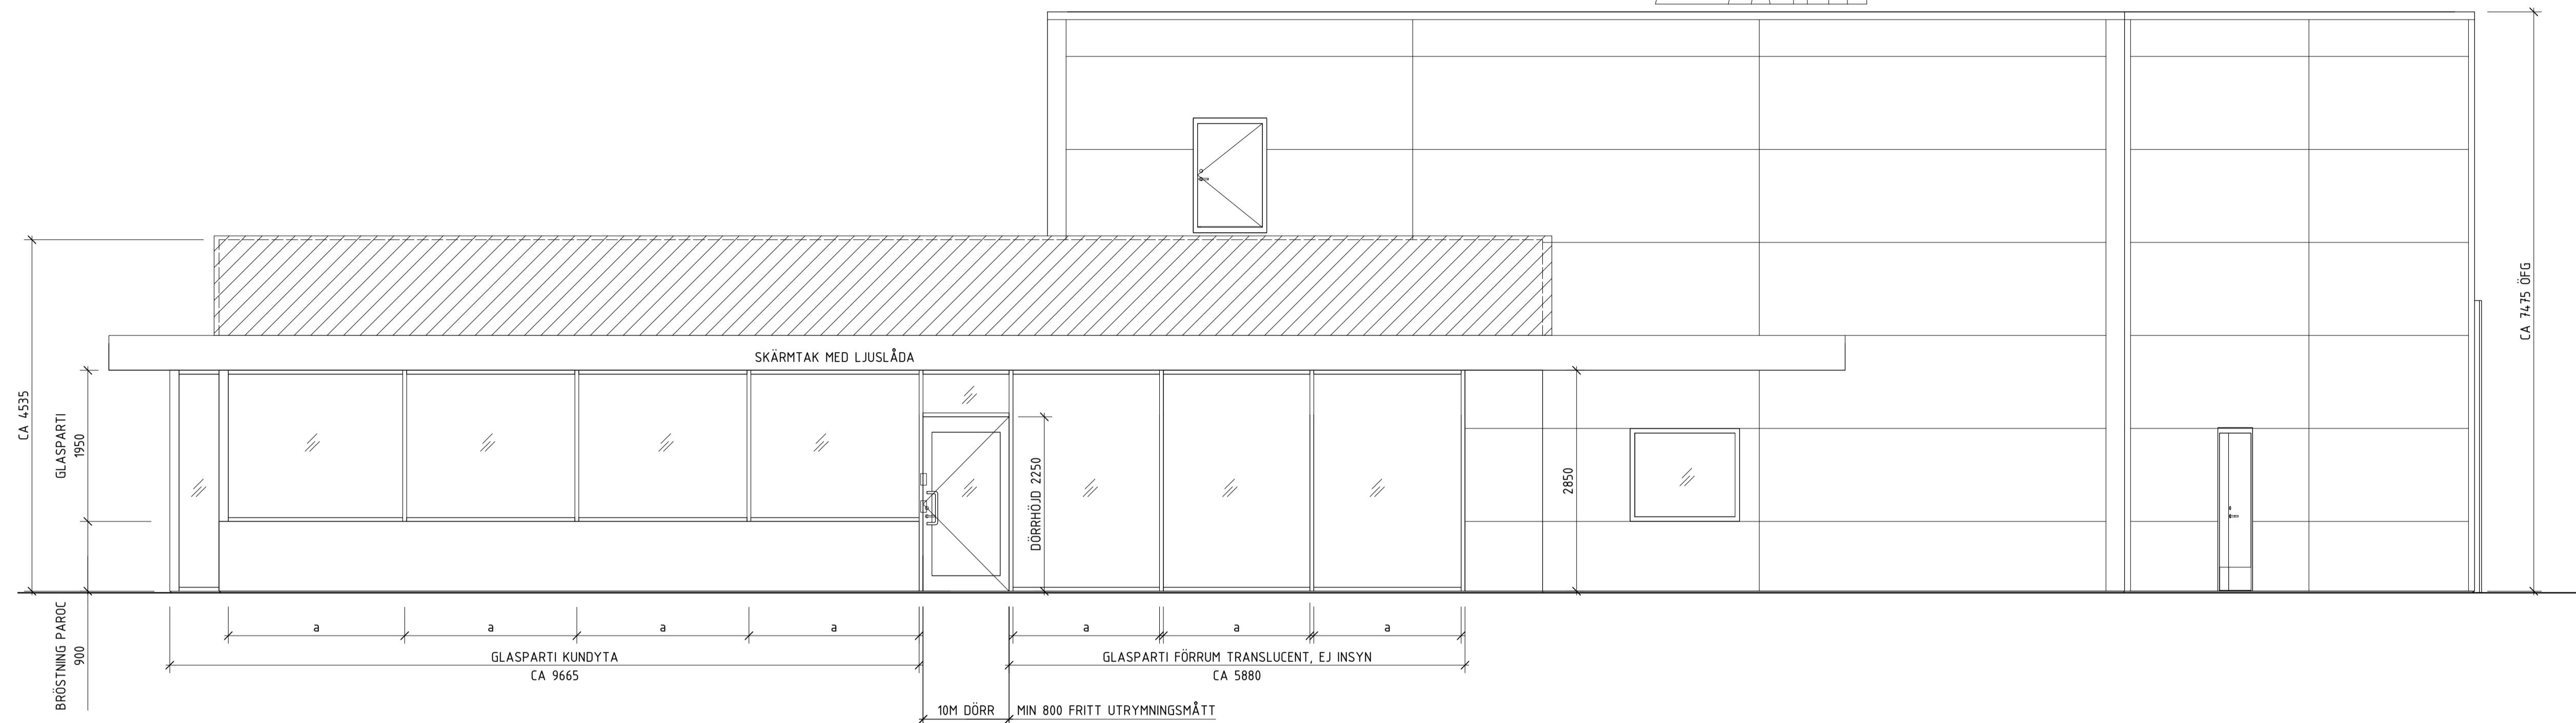 SKÄRMTAK MED LJUSLÅDA
CA 4535
GLASPARTI
1950
BRÖSTNING PAROC
900
DÖRRHÖJD 2250
2850
CA 7475 ÖFG
a
a
a
a
a
a
a
GLASPARTI KUNDYTA
CA 9665
GLASPARTI FÖRRUM TRANSLUCENT, EJ INSYN
CA 5880
10M DÖRR
MIN 800 FRITT UTRYMNINGSMÅTT